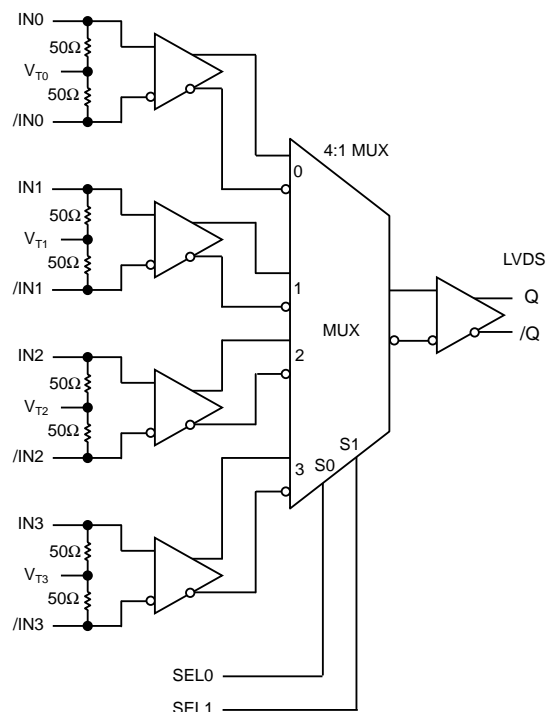 IN0
50Ω
VT0
50Ω
/IN0
4:1 MUX
0
IN1
50Ω
VT1
50Ω
/IN1
1
LVDS
Q
/Q
MUX
IN2
50Ω
VT2
50Ω
/IN2
2
S1
S0
3
IN3
50Ω
VT3
50Ω
/IN3
SEL0
SEL1